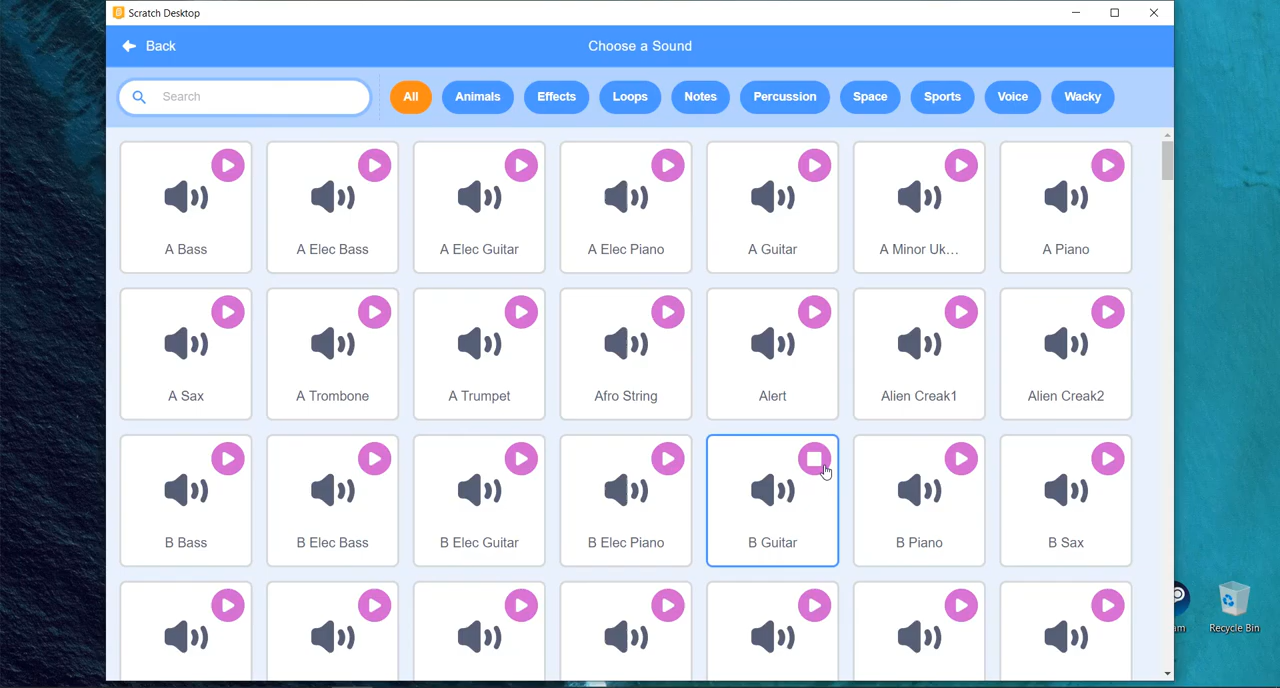 Scratch Desktop
Back
Choose a Sound
Search
All Animals Effects Loops Notes Percussion Space Sports Voice Wacky
A Bass A Elec Bass A Elec Guitar A Elec Piano A Guitar A Minor Uk... A Piano
A Sax A Trombone A Trumpet Afro String Alert Alien Creak1 Alien Creak2
B Bass B Elec Bass B Elec Guitar B Elec Piano B Guitar B Piano B Sax
am
Recycle Bin